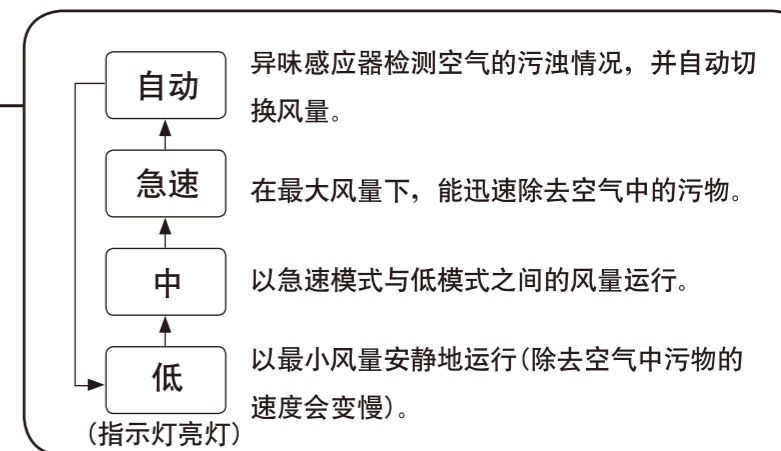 自动
异味感应器检测空气的污浊情况，并自动切
换风量。
急速
在最大风量下，能迅速除去空气中的污物。
中
以急速模式与低模式之间的风量运行。
低
以最小风量安静地运行(除去空气中污物的
速度会变慢)。
(指示灯亮灯)